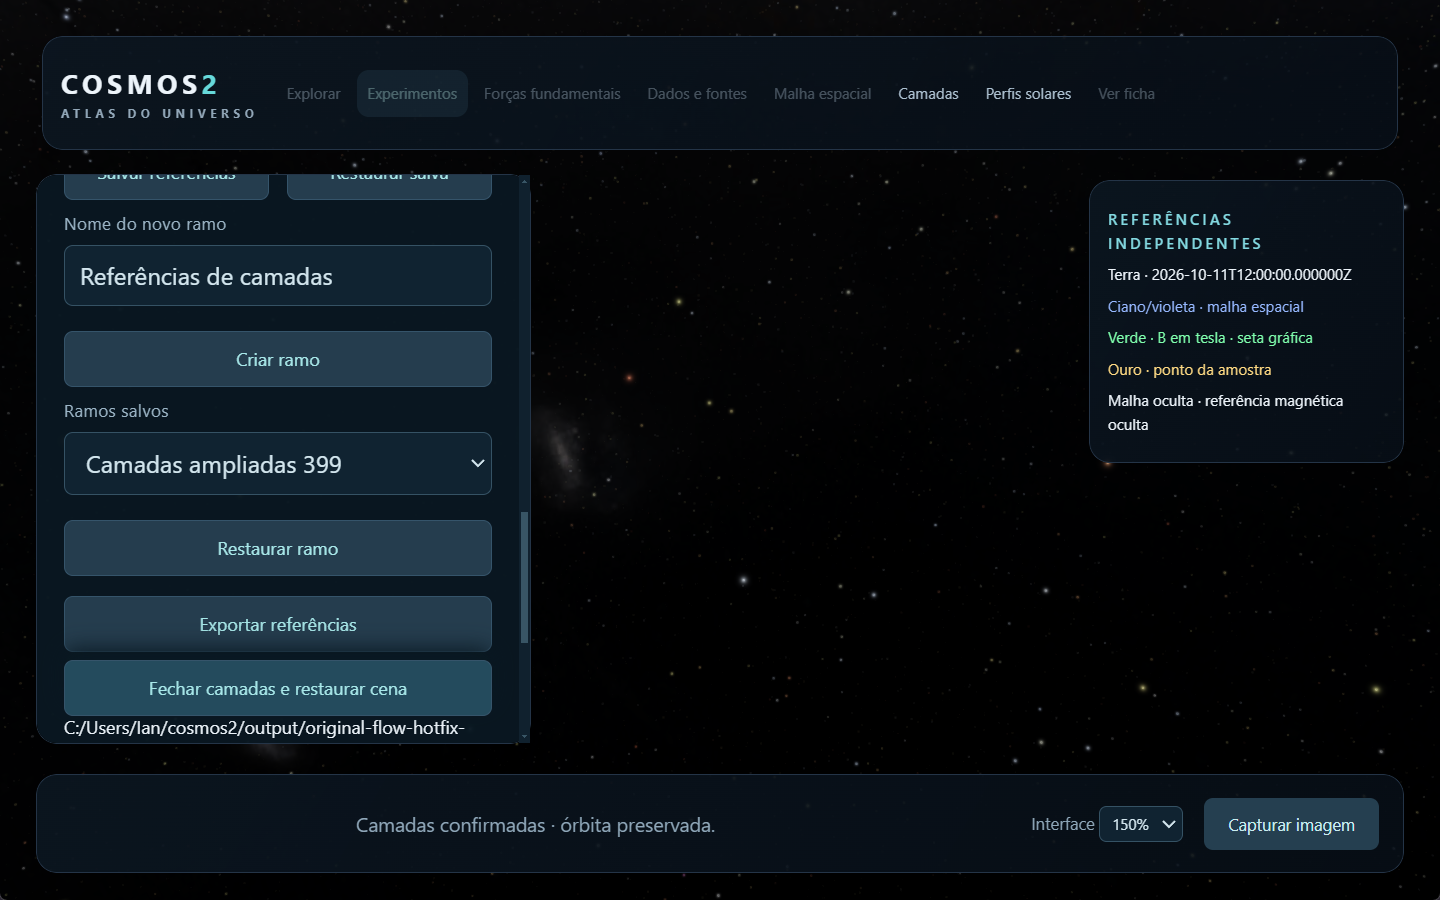 COSMOS2
ATLAS DO UNIVERSO
Explorar
Experimentos
Forças fundamentais
Dados e fontes
Malha espacial
Camadas
Perfis solares
Ver ficha
Salvar referências
Restaurar salva
Nome do novo ramo
Referências de camadas
Criar ramo
Ramos salvos
Camadas ampliadas 399
Restaurar ramo
Exportar referências
Fechar camadas e restaurar cena
C:/Users/Ian/cosmos2/output/original-flow-hotfix-
REFERÊNCIAS
INDEPENDENTES
Terra · 2026-10-11T12:00:00.000000Z
Ciano/violeta · malha espacial
Verde · B em tesla · seta gráfica
Ouro · ponto da amostra
Malha oculta · referência magnética
oculta
Camadas confirmadas · órbita preservada.
Interface
150%
Capturar imagem